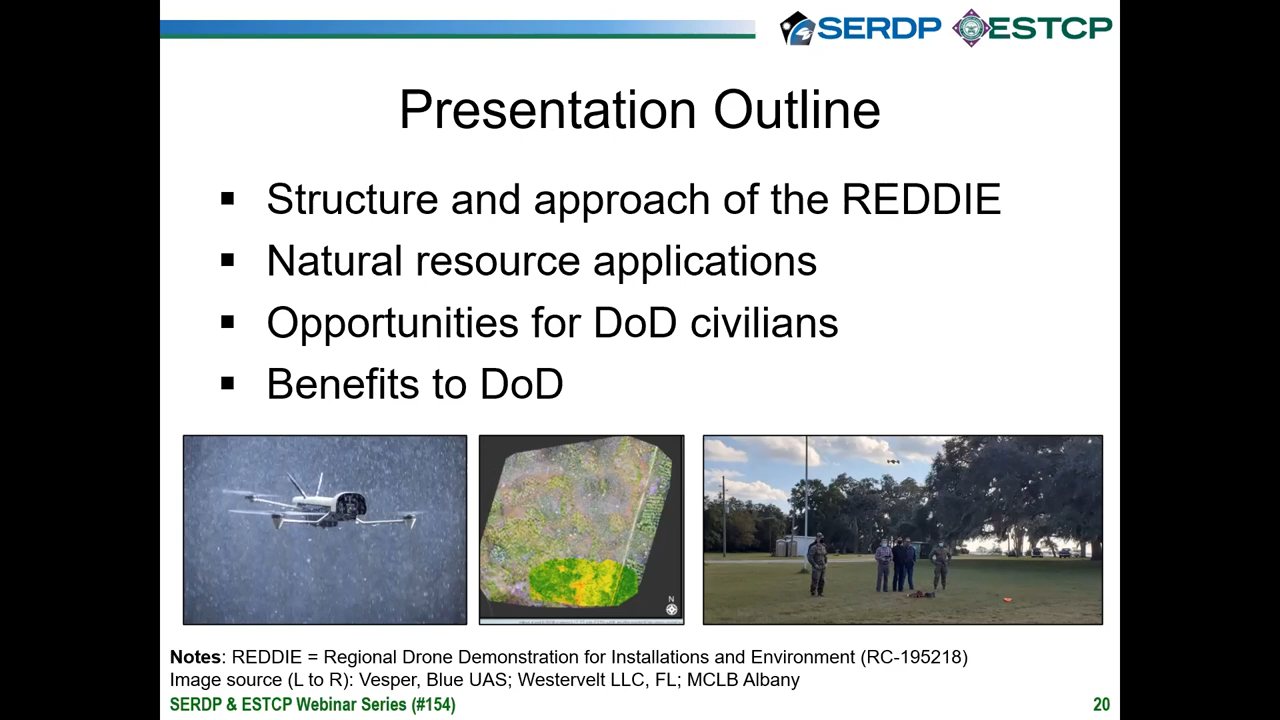 SERDP ESTCP
Presentation Outline
▪ Structure and approach of the REDDIE
▪ Natural resource applications
▪ Opportunities for DoD civilians
▪ Benefits to DoD
N
Notes: REDDIE = Regional Drone Demonstration for Installations and Environment (RC-195218)
Image source (L to R): Vesper, Blue UAS; Westervelt LLC, FL; MCLB Albany
SERDP & ESTCP Webinar Series (#154) 20